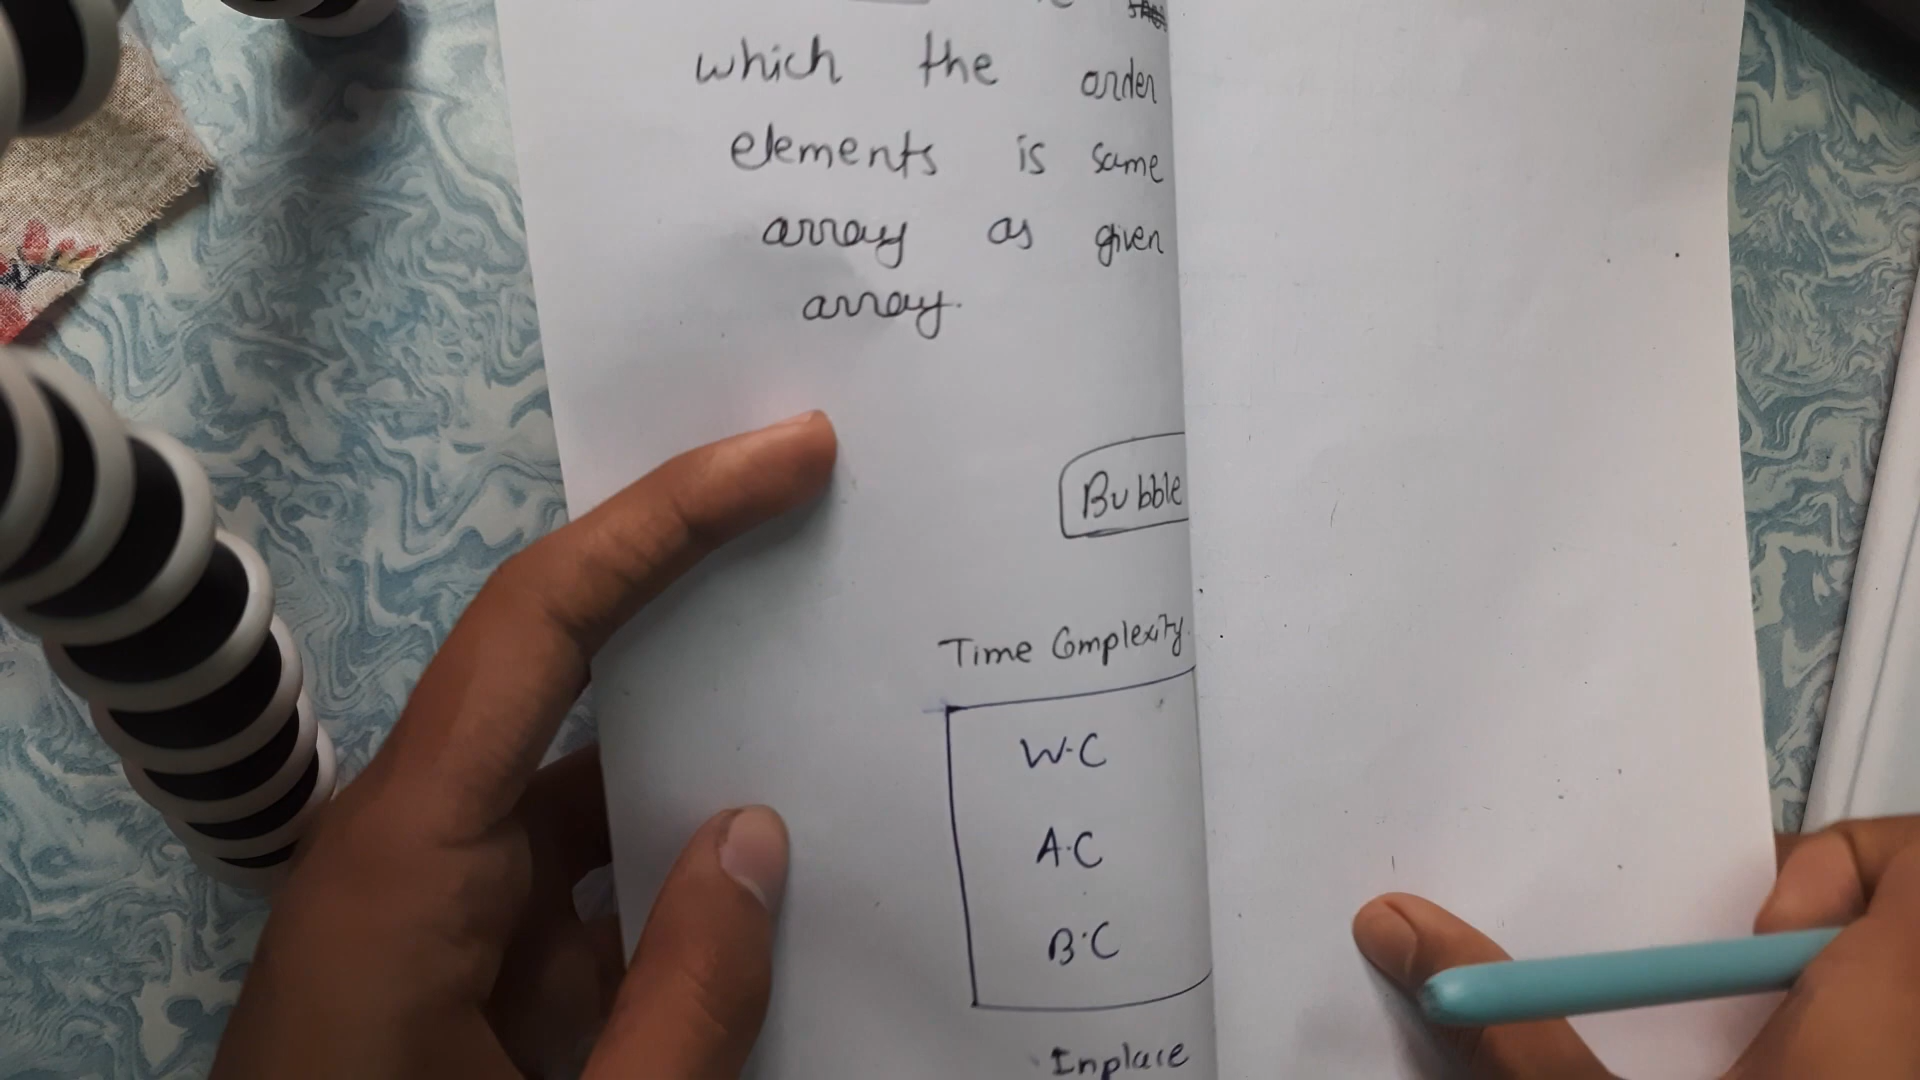 which the order
elements is same
array as given
array.
Bubble
Time Complexity
W.C
A.C
B.C
Inplace